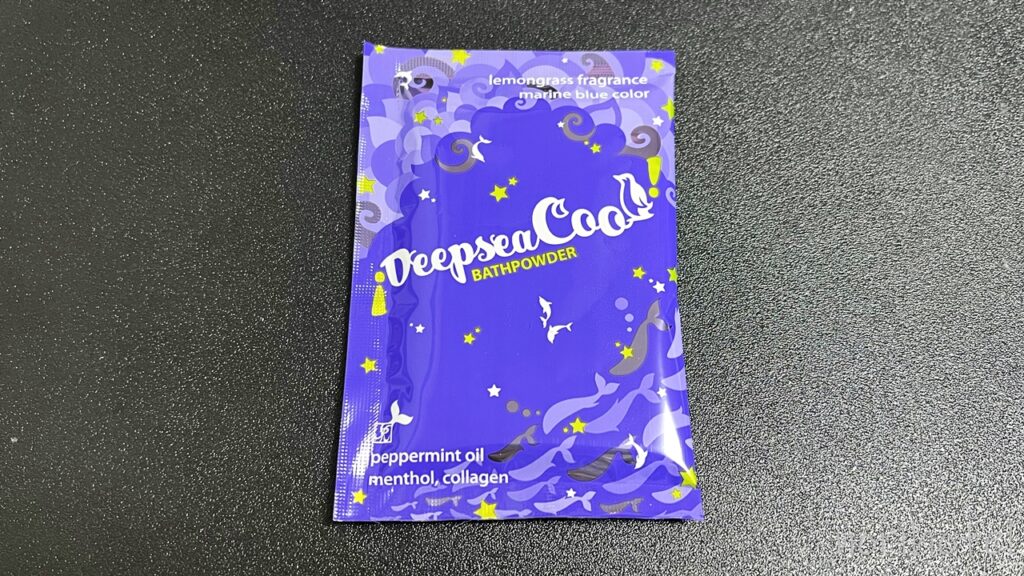 lemongrass fragrance
marine blue color
¡DeepseaCool!
BATHPOWDER
peppermint oil
menthol, collagen